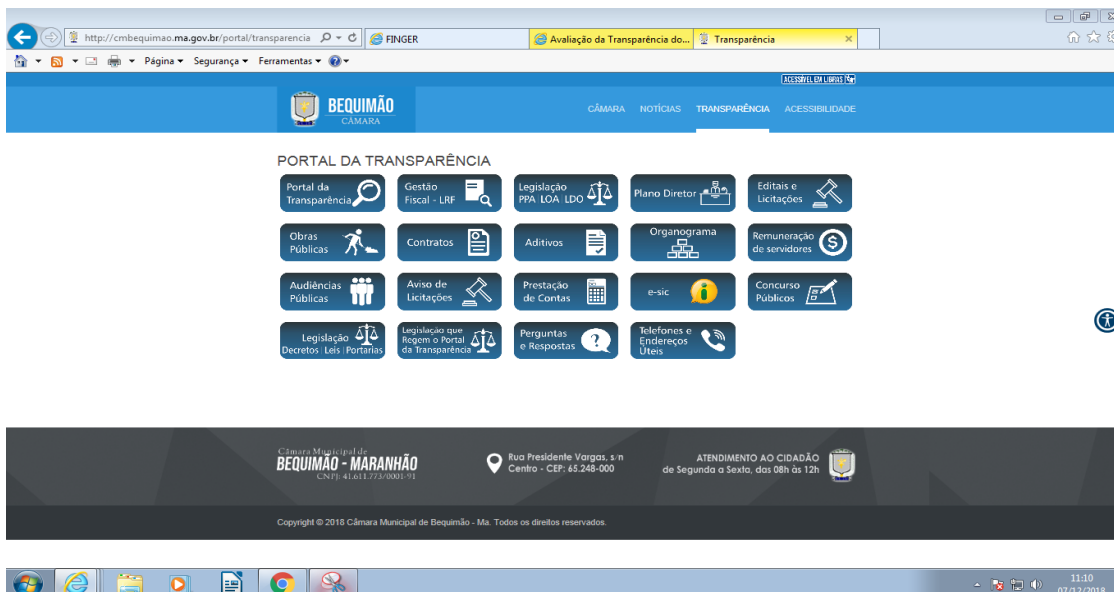 http://cmbequimao.ma.gov.br/portal/transparencia
FINGER
Avaliação da Transparência do...
Transparência
Página
Segurança
Ferramentas
ACESSÍVEL EM LIBRAS
BEQUIMÃO
CÂMARA
CÂMARA NOTÍCIAS TRANSPARÊNCIA ACESSIBILIDADE
PORTAL DA TRANSPARÊNCIA
Portal da
Transparência
Gestão
Fiscal - LRF
Legislação
PPA LOA LDO
Plano Diretor
Editais e
Licitações
Obras
Públicas
Contratos
Aditivos
Organograma
Remuneração
de servidores
Audiências
Públicas
Aviso de
Licitações
Prestação
de Contas
e-sic
Concurso
Públicos
Legislação
Decretos | Leis | Portarias
Legislação que
Regem o Portal
da Transparência
Perguntas
e Respostas
Telefones e
Endereços
Úteis
Câmara Municipal de
BEQUIMÃO - MARANHÃO
CNPJ: 41.611.773/0001-91
Rua Presidente Vargas, s/n
Centro - CEP: 65.248-000
ATENDIMENTO AO CIDADÃO
de Segunda a Sexta, das 08h às 12h
Copyright © 2018 Câmara Municipal de Bequimão - Ma. Todos os direitos reservados.
11:10
07/12/2018